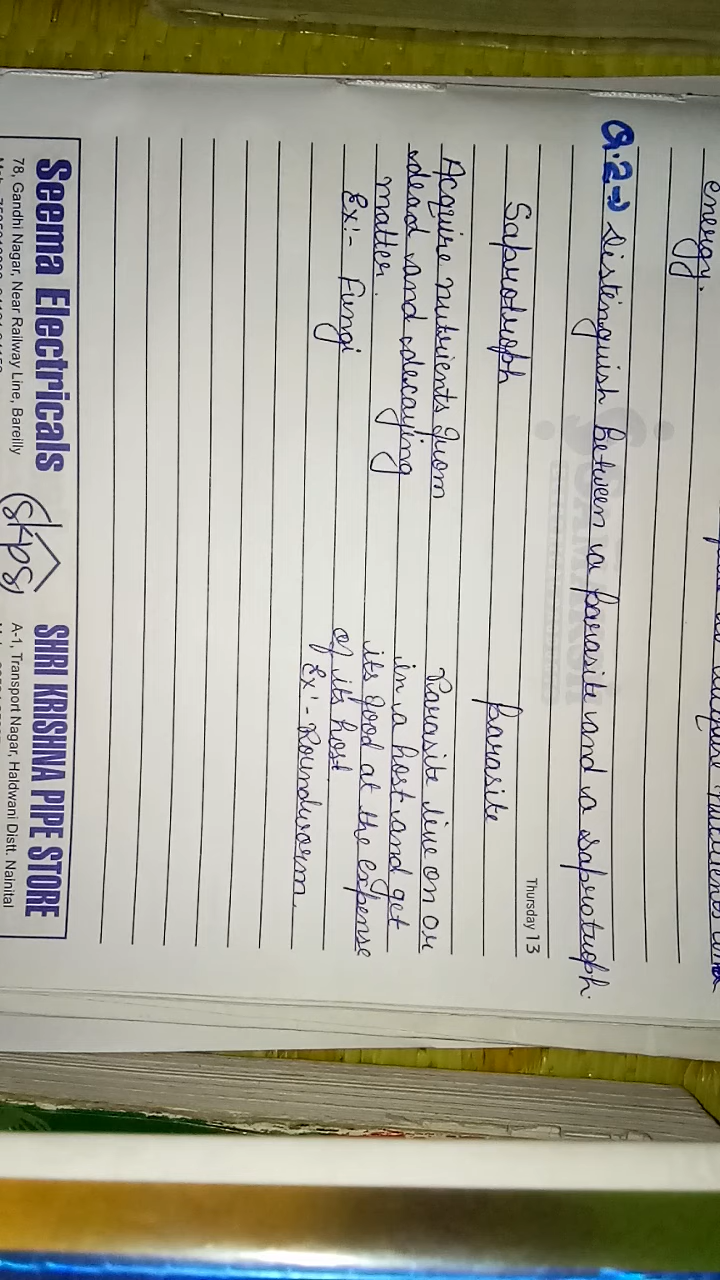 energy.
Q.2⇒ Distinguish between a parasite and a saprotroph.
Thursday 13
Saprotroph
Parasite
Acquire nutrients from
dead and decaying
matter.
Ex:- Fungi
Parasite live on or
in a host and get
its food at the expense
of its host
Ex:- Roundworm.
Seema Electricals
78, Gandhi Nagar, Near Railway Line, Bareilly
skps
SHRI KRISHNA PIPE STORE
A-1, Transport Nagar, Haldwani Distt. Nainital